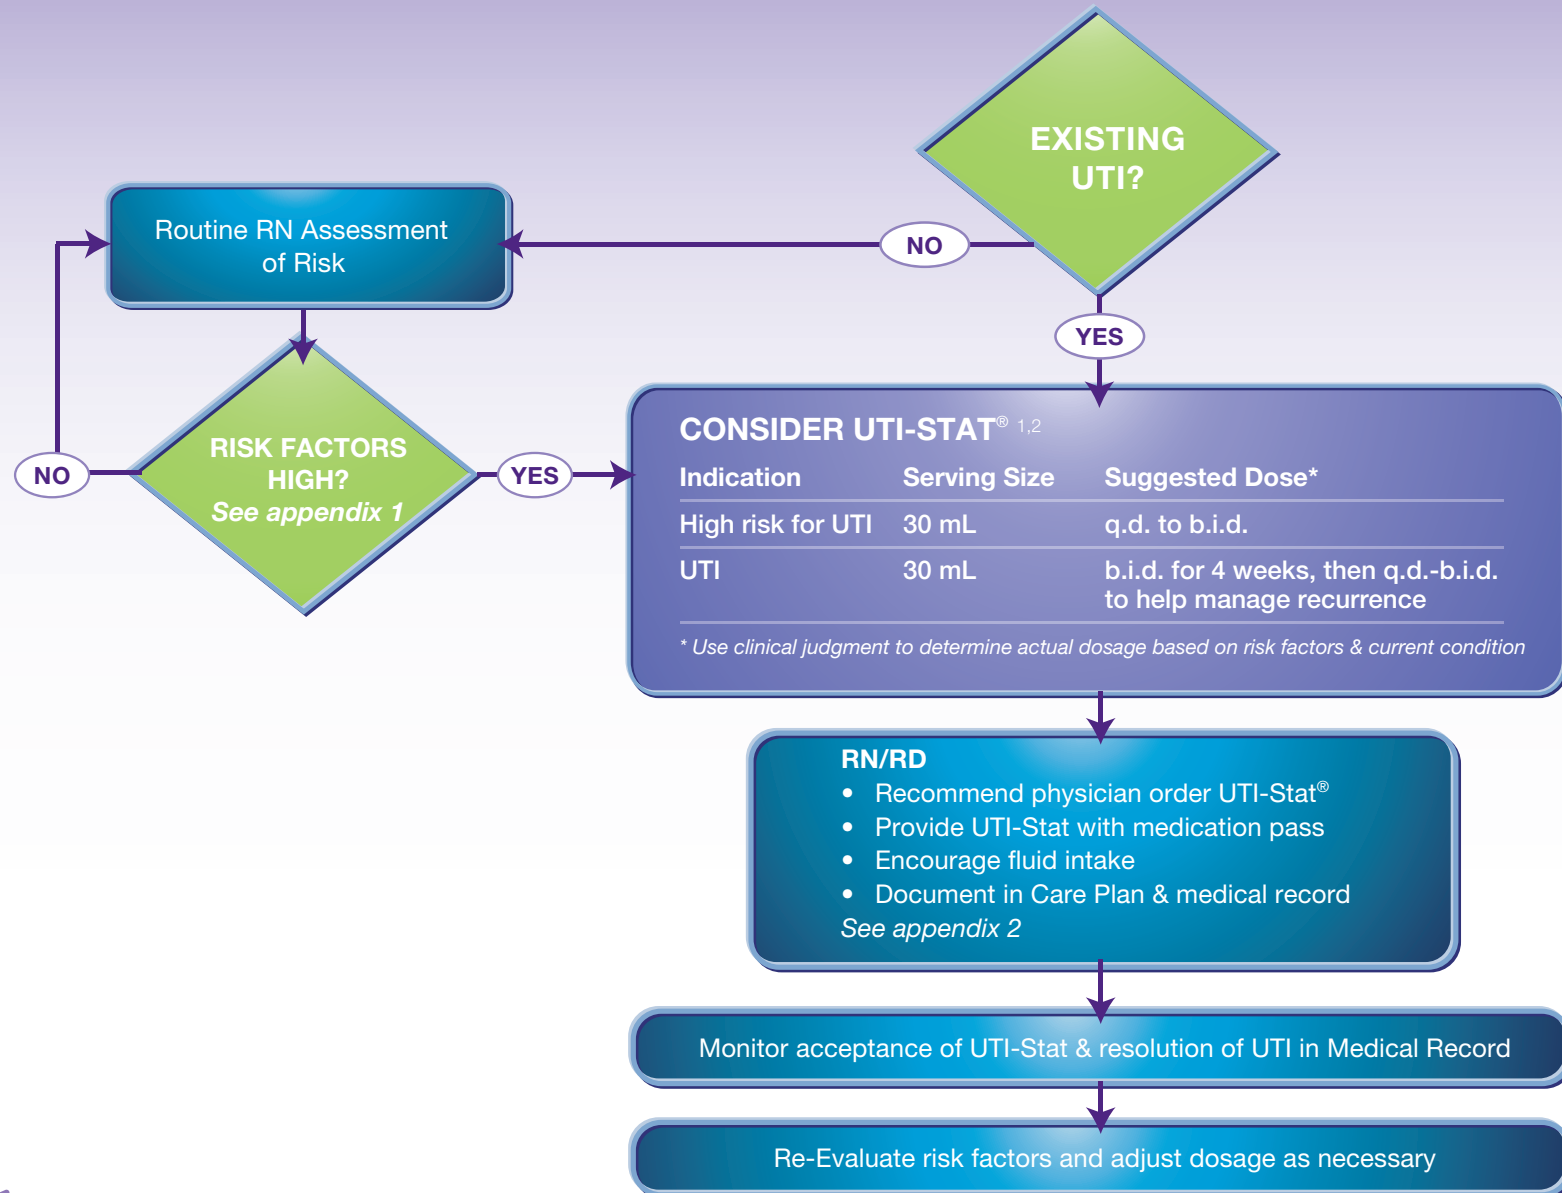 EXISTING
UTI?
NO
YES
Routine RN Assessment
of Risk
RISK FACTORS
HIGH?
See appendix 1
NO
YES
CONSIDER UTI-STAT® 1,2
Indication Serving Size Suggested Dose*
High risk for UTI 30 mL q.d. to b.i.d.
UTI 30 mL b.i.d. for 4 weeks, then q.d.-b.i.d.
to help manage recurrence
* Use clinical judgment to determine actual dosage based on risk factors & current condition
RN/RD
• Recommend physician order UTI-Stat®
• Provide UTI-Stat with medication pass
• Encourage fluid intake
• Document in Care Plan & medical record
See appendix 2
Monitor acceptance of UTI-Stat & resolution of UTI in Medical Record
Re-Evaluate risk factors and adjust dosage as necessary